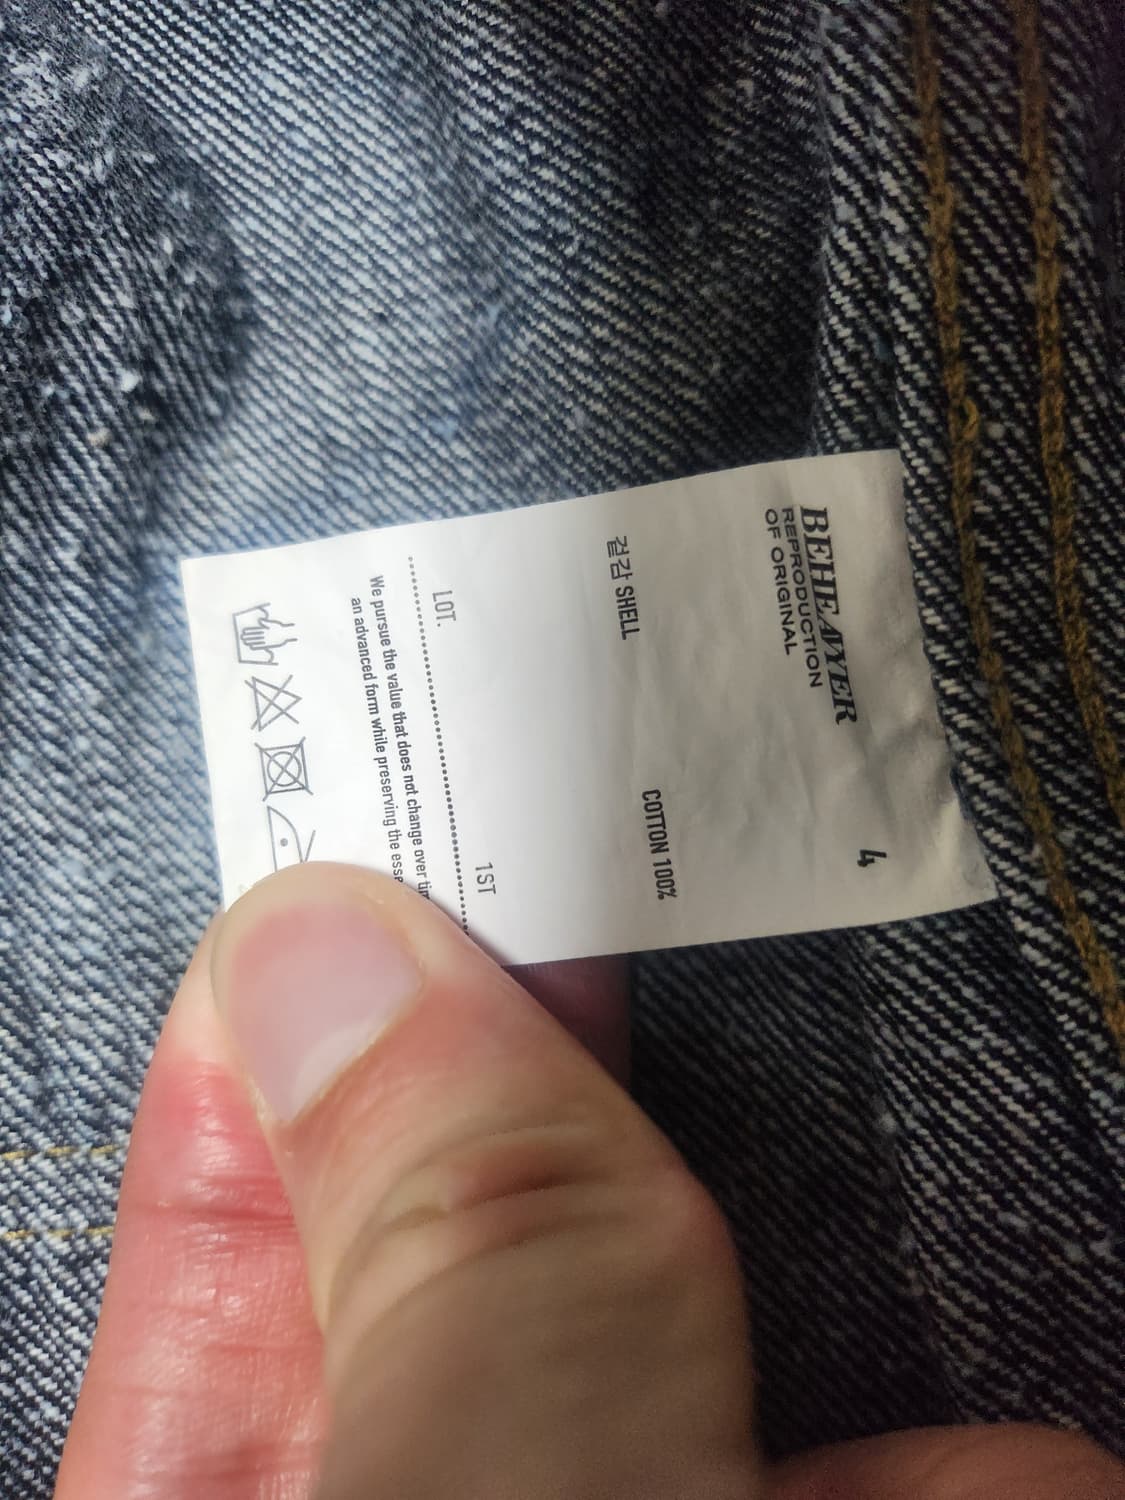 BEHEAVYER
REPRODUCTION
OF ORIGINAL
4
겉감 SHELL
COTTON 100%
LOT.
1ST
We pursue the value that does not change over
an advanced form while preserving the